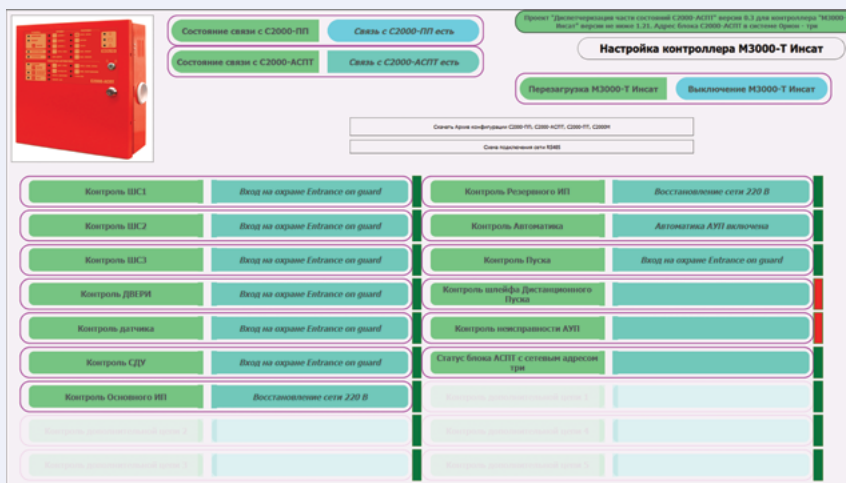 Проект "Диспетчеризация части состояний С2000-АСПТ" версии 0.3 для контроллера "М3000-Т
Инсат" версии не ниже 1.21. Адрес блока С2000-АСПТ в системе Орион - три
Состояние связи с С2000-ПП
Связь с С2000-ПП есть
Состояние связи с С2000-АСПТ
Связь с С2000-АСПТ есть
Настройка контроллера М3000-Т Инсат
Перезагрузка М3000-Т Инсат
Выключение М3000-Т Инсат
Скачать Архив конфигурации С2000-ПП, С2000-АСПТ, С2000-ПТ, С2000М
Схема подключения сети RS485
Контроль ШС1
Вход на охране Entrance on guard
Контроль Резервного ИП
Восстановление сети 220 В
Контроль ШС2
Вход на охране Entrance on guard
Контроль Автоматика
Автоматика АУП включена
Контроль ШС3
Вход на охране Entrance on guard
Контроль Пуска
Вход на охране Entrance on guard
Контроль ДВЕРИ
Вход на охране Entrance on guard
Контроль шлейфа Дистанционного
Пуска
Контроль датчика
Вход на охране Entrance on guard
Контроль неисправности АУП
Контроль СДУ
Вход на охране Entrance on guard
Статус блока АСПТ с сетевым адресом
три
Контроль Основного ИП
Восстановление сети 220 В